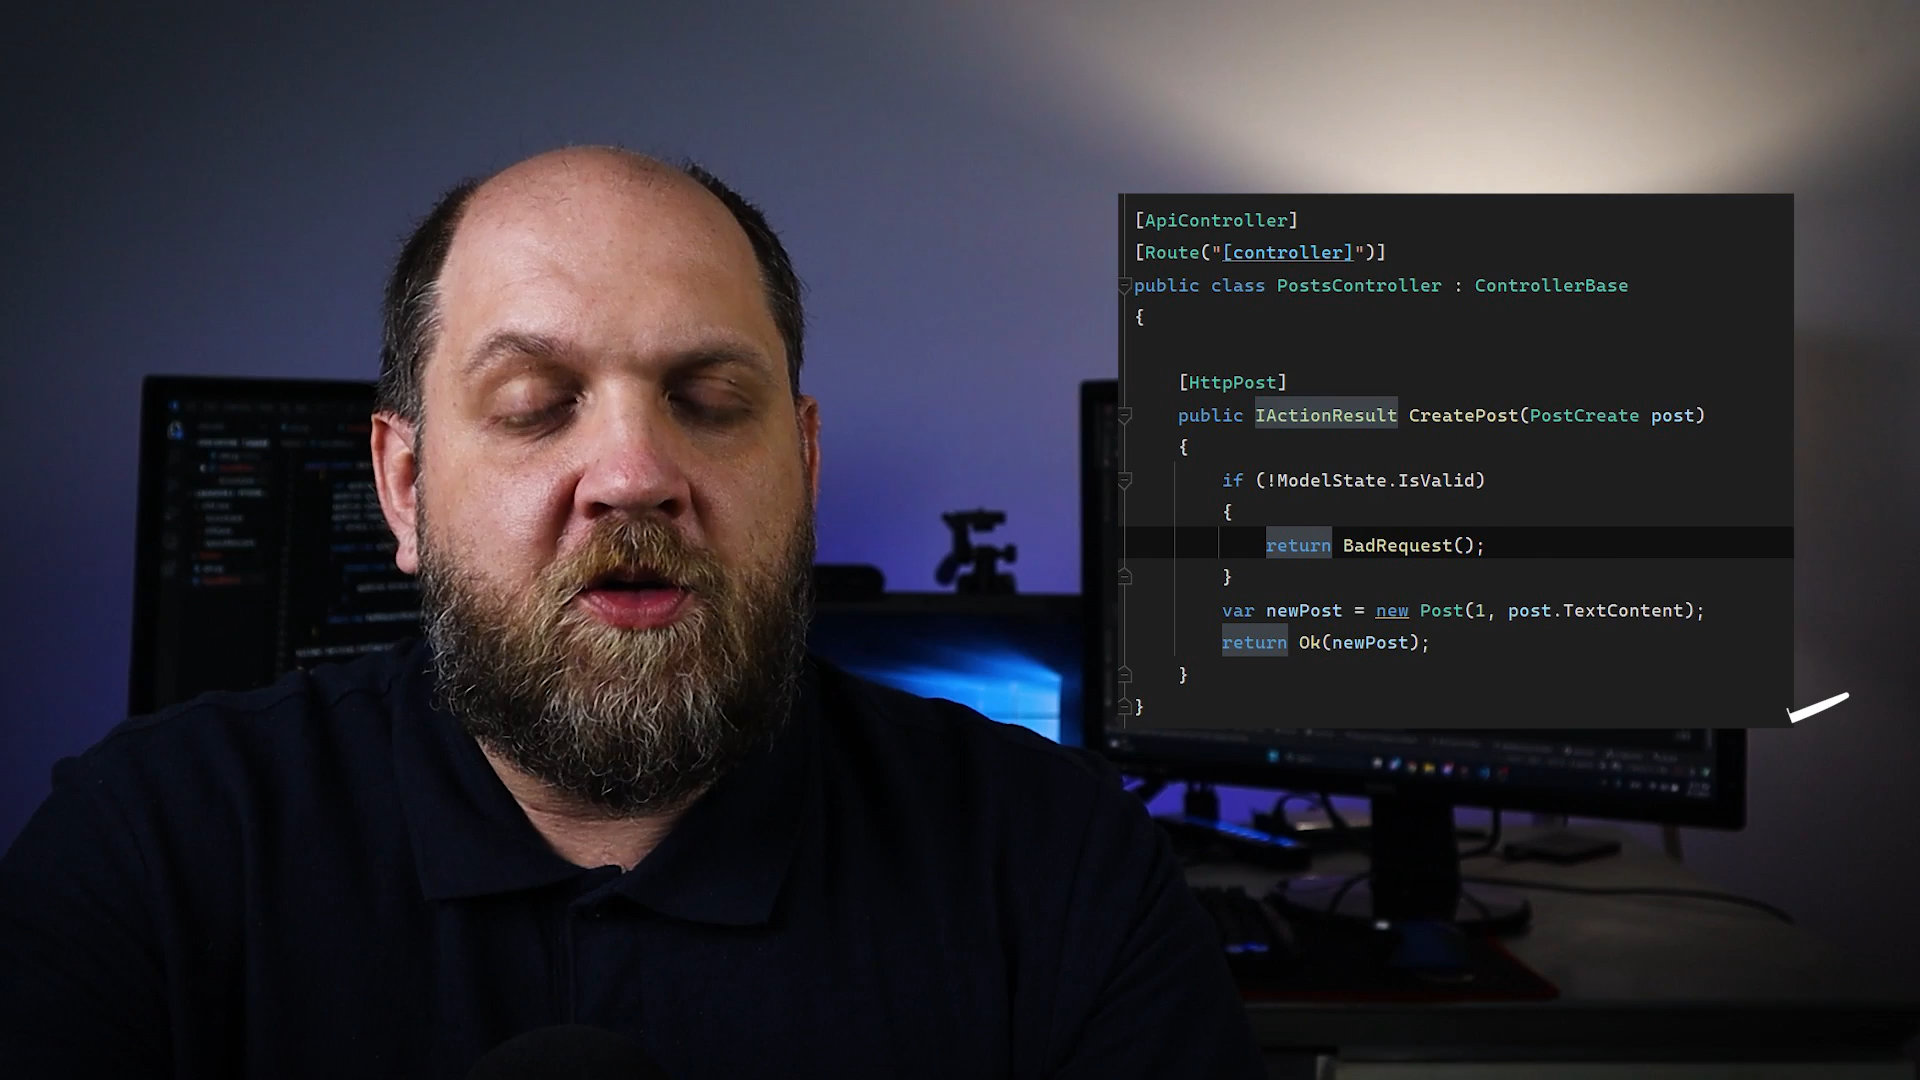 [ApiController]
[Route("[controller]")]
public class PostsController : ControllerBase
{
[HttpPost]
public IActionResult CreatePost(PostCreate post)
{
if (!ModelState.IsValid)
{
return BadRequest();
}
var newPost = new Post(1, post.TextContent);
return Ok(newPost);
}
}